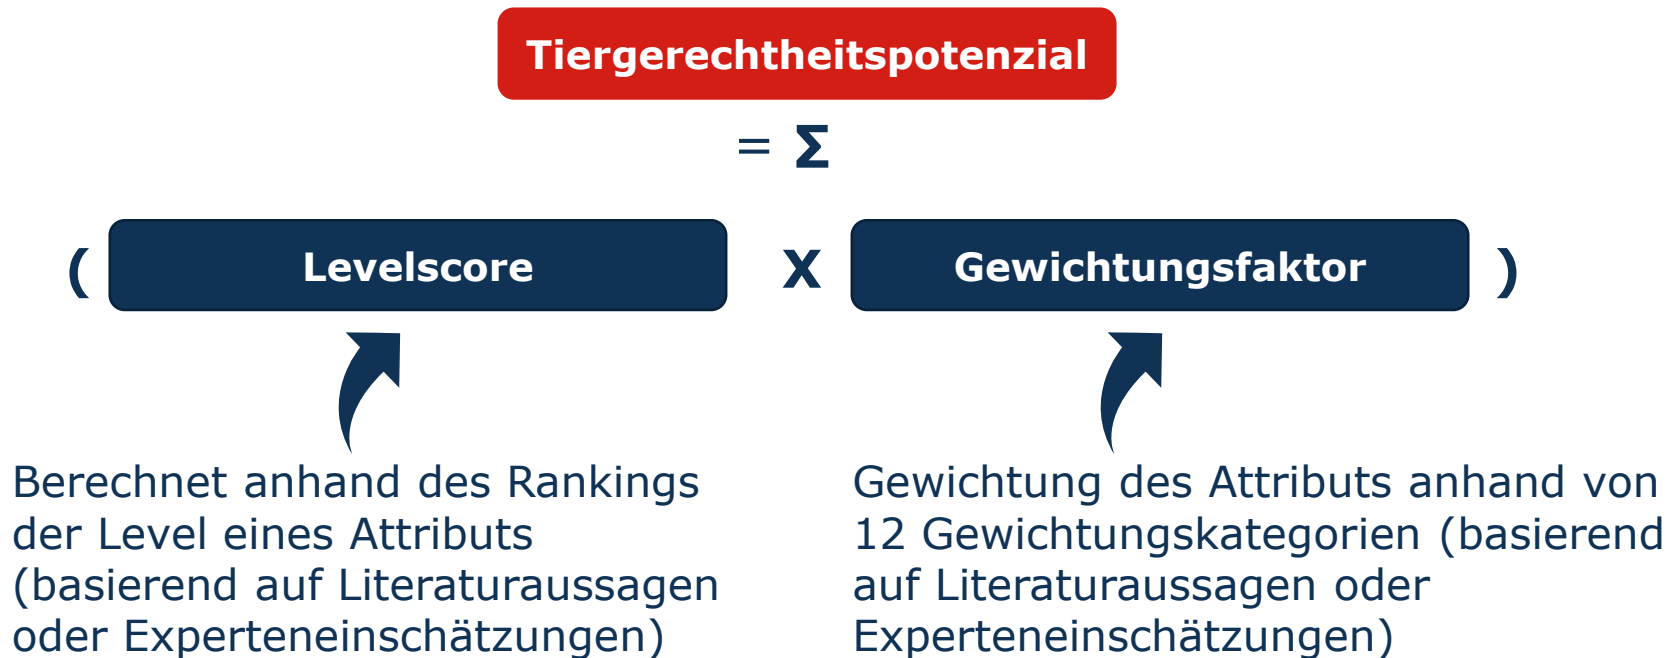 Tiergerechtheitspotenzial
= Σ
( Levelscore X Gewichtungsfaktor )
Berechnet anhand des Rankings
der Level eines Attributs
(basierend auf Literaturaussagen
oder Experteneinschätzungen)
Gewichtung des Attributs anhand von
12 Gewichtungskategorien (basierend
auf Literaturaussagen oder
Experteneinschätzungen)